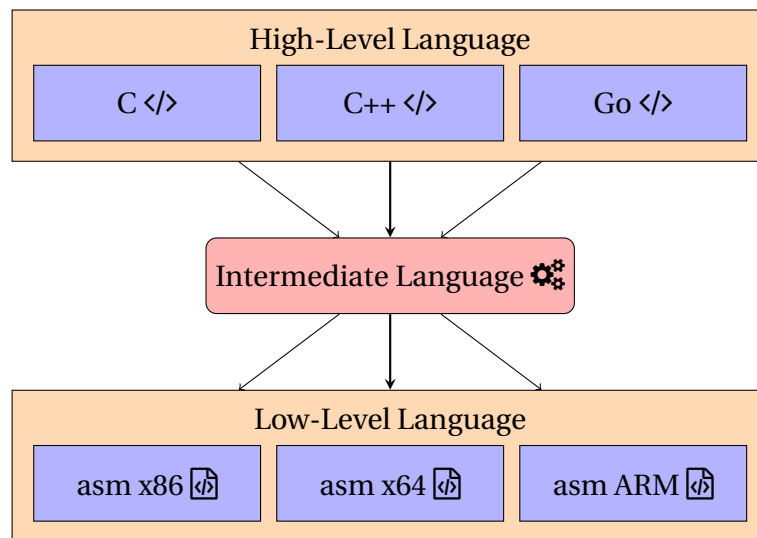 High-Level Language
C </>
C++ </>
Go </>
Intermediate Language
Low-Level Language
asm x86
asm x64
asm ARM